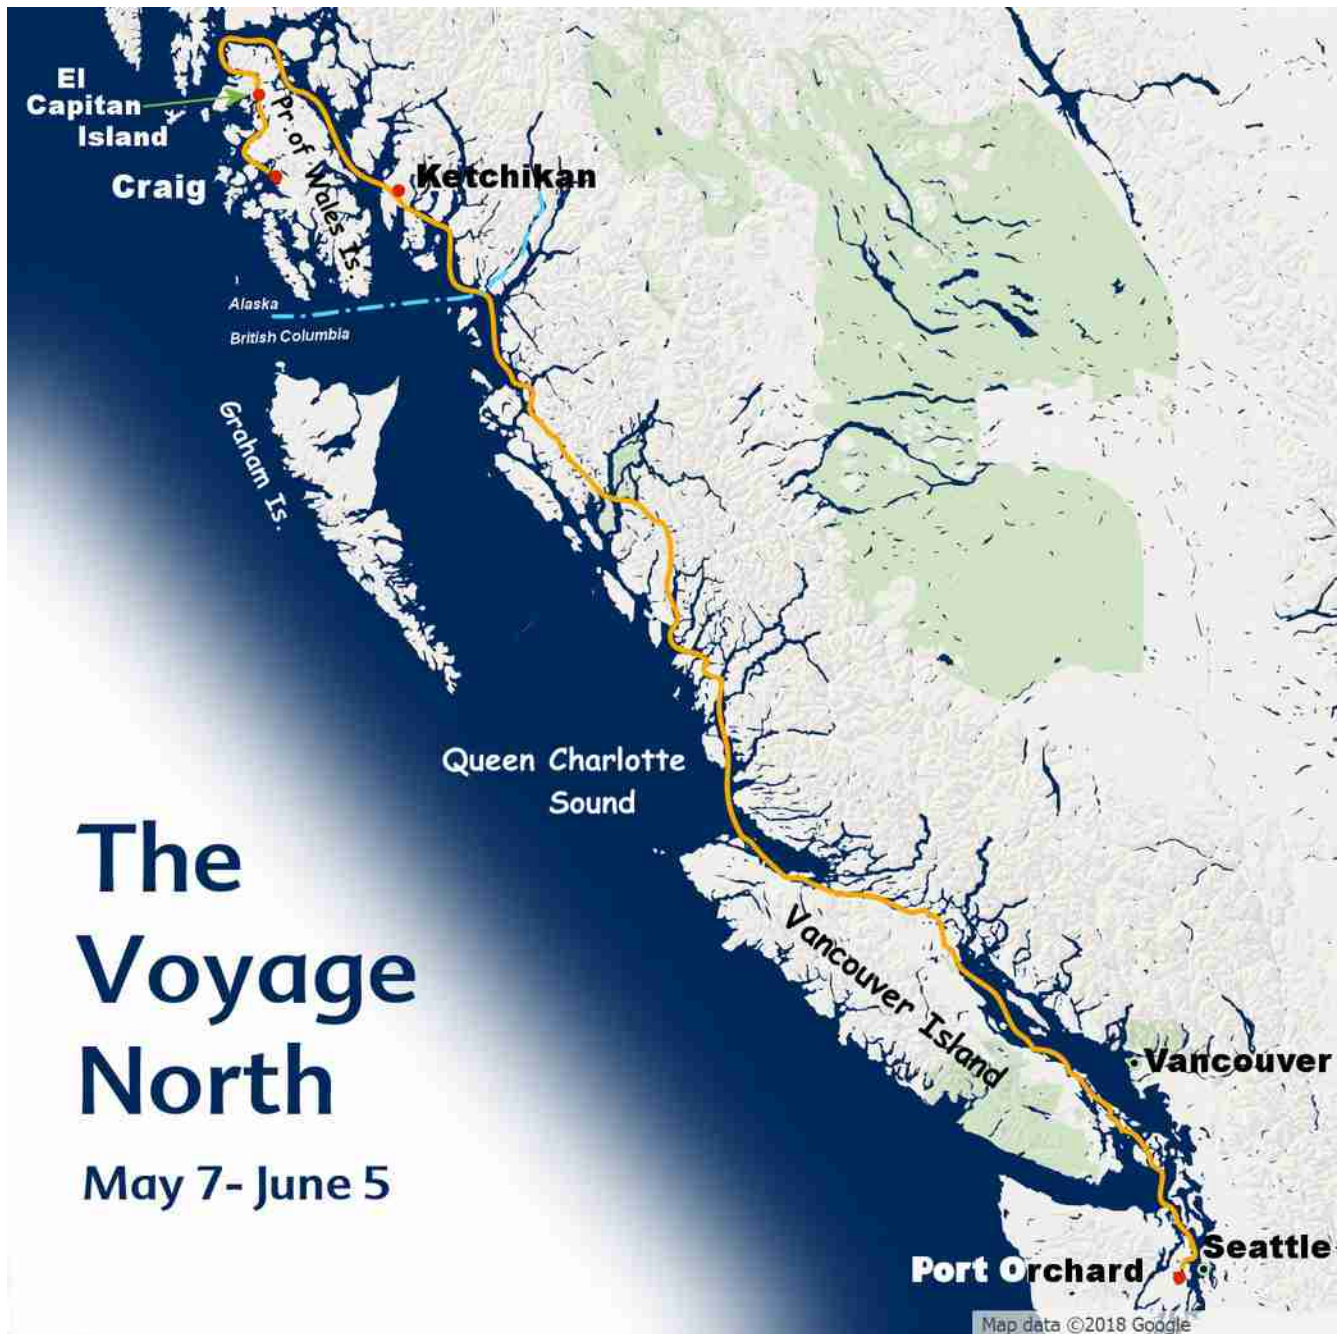 El
Capitan
Island
Craig
Pr. of Wales Is.
Ketchikan
Alaska
British Columbia
Graham Is.
Queen Charlotte
Sound
The
Voyage
North
May 7- June 5
Vancouver Island
Vancouver
Seattle
Port Orchard
Map data ©2018 Google